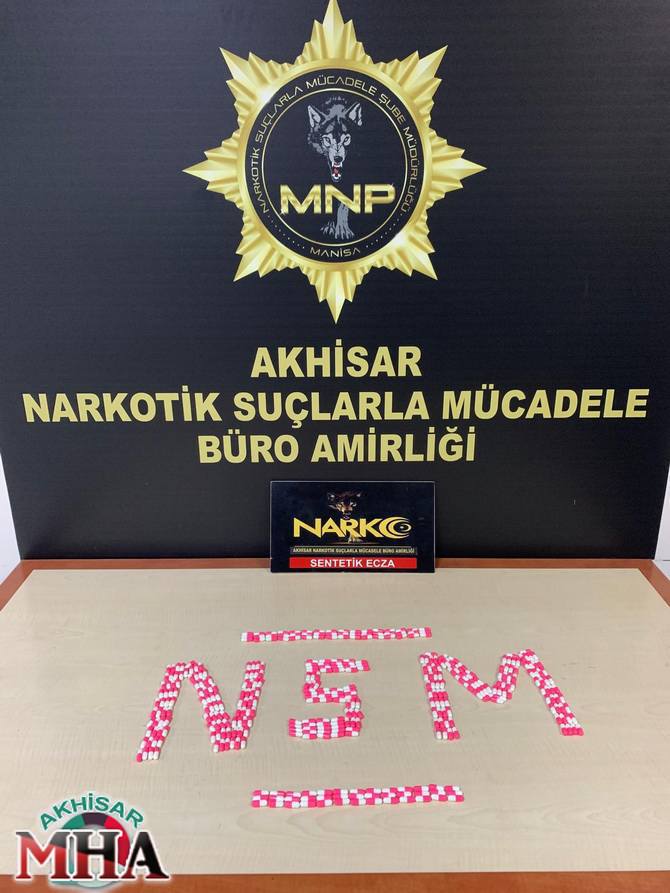 NARKOTİK SUÇLARLA MÜCADELE ŞUBE MÜDÜRLÜĞÜ
MNP
MANİSA
AKHİSAR
NARKOTİK SUÇLARLA MÜCADELE
BÜRO AMİRLİĞİ
NARKO
AKHİSAR NARKOTİK SUÇLARLA MÜCADELE BÜRO AMİRLİĞİ
SENTETİK ECZA
N5M
AKHİSAR
MHA